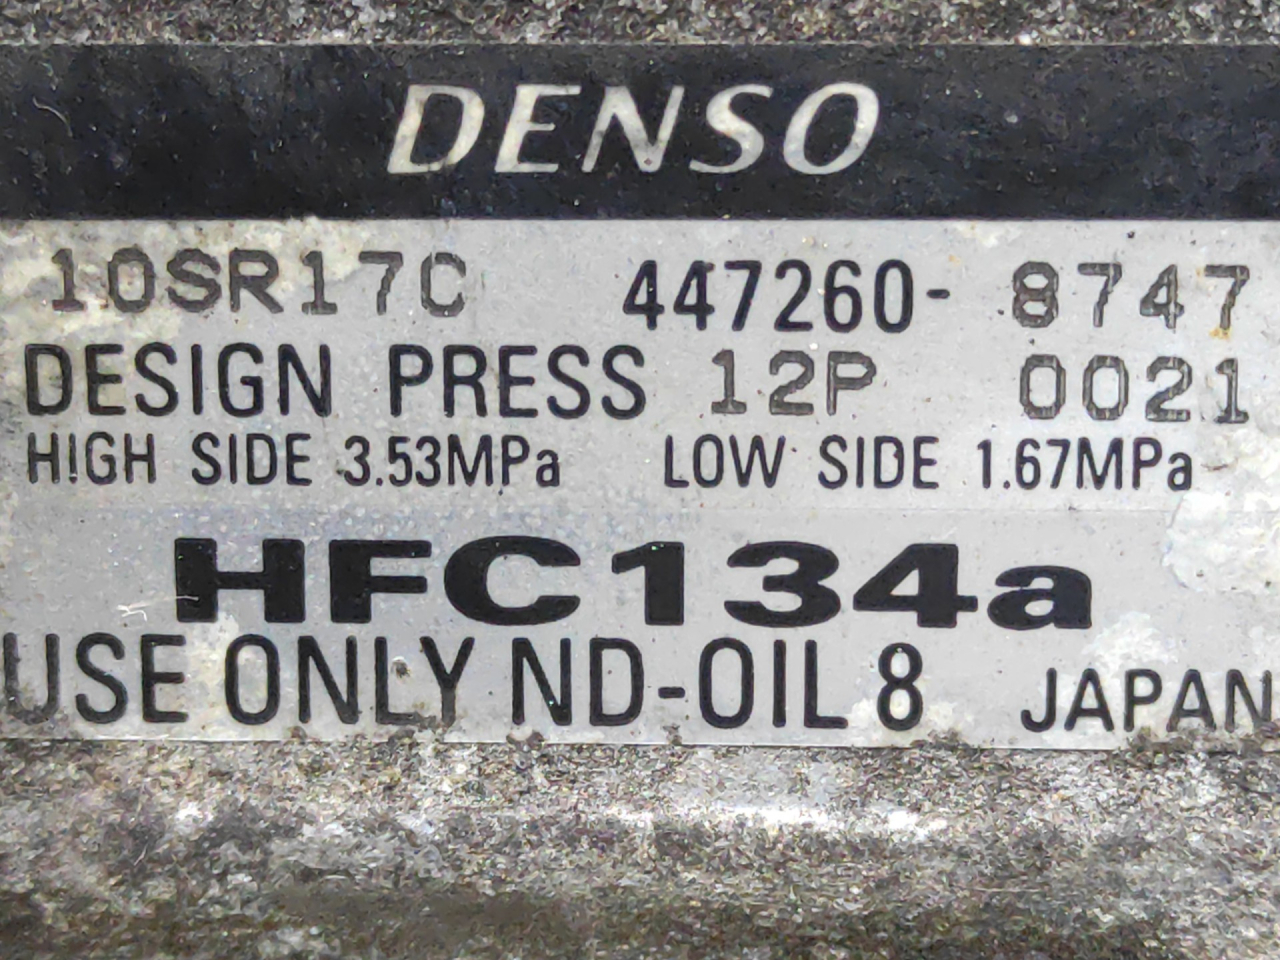 DENSO
10SR17C 447260- 8747
DESIGN PRESS 12P 0021
HIGH SIDE 3.53MPa LOW SIDE 1.67MPa
HFC134a
USE ONLY ND-OIL 8 JAPAN